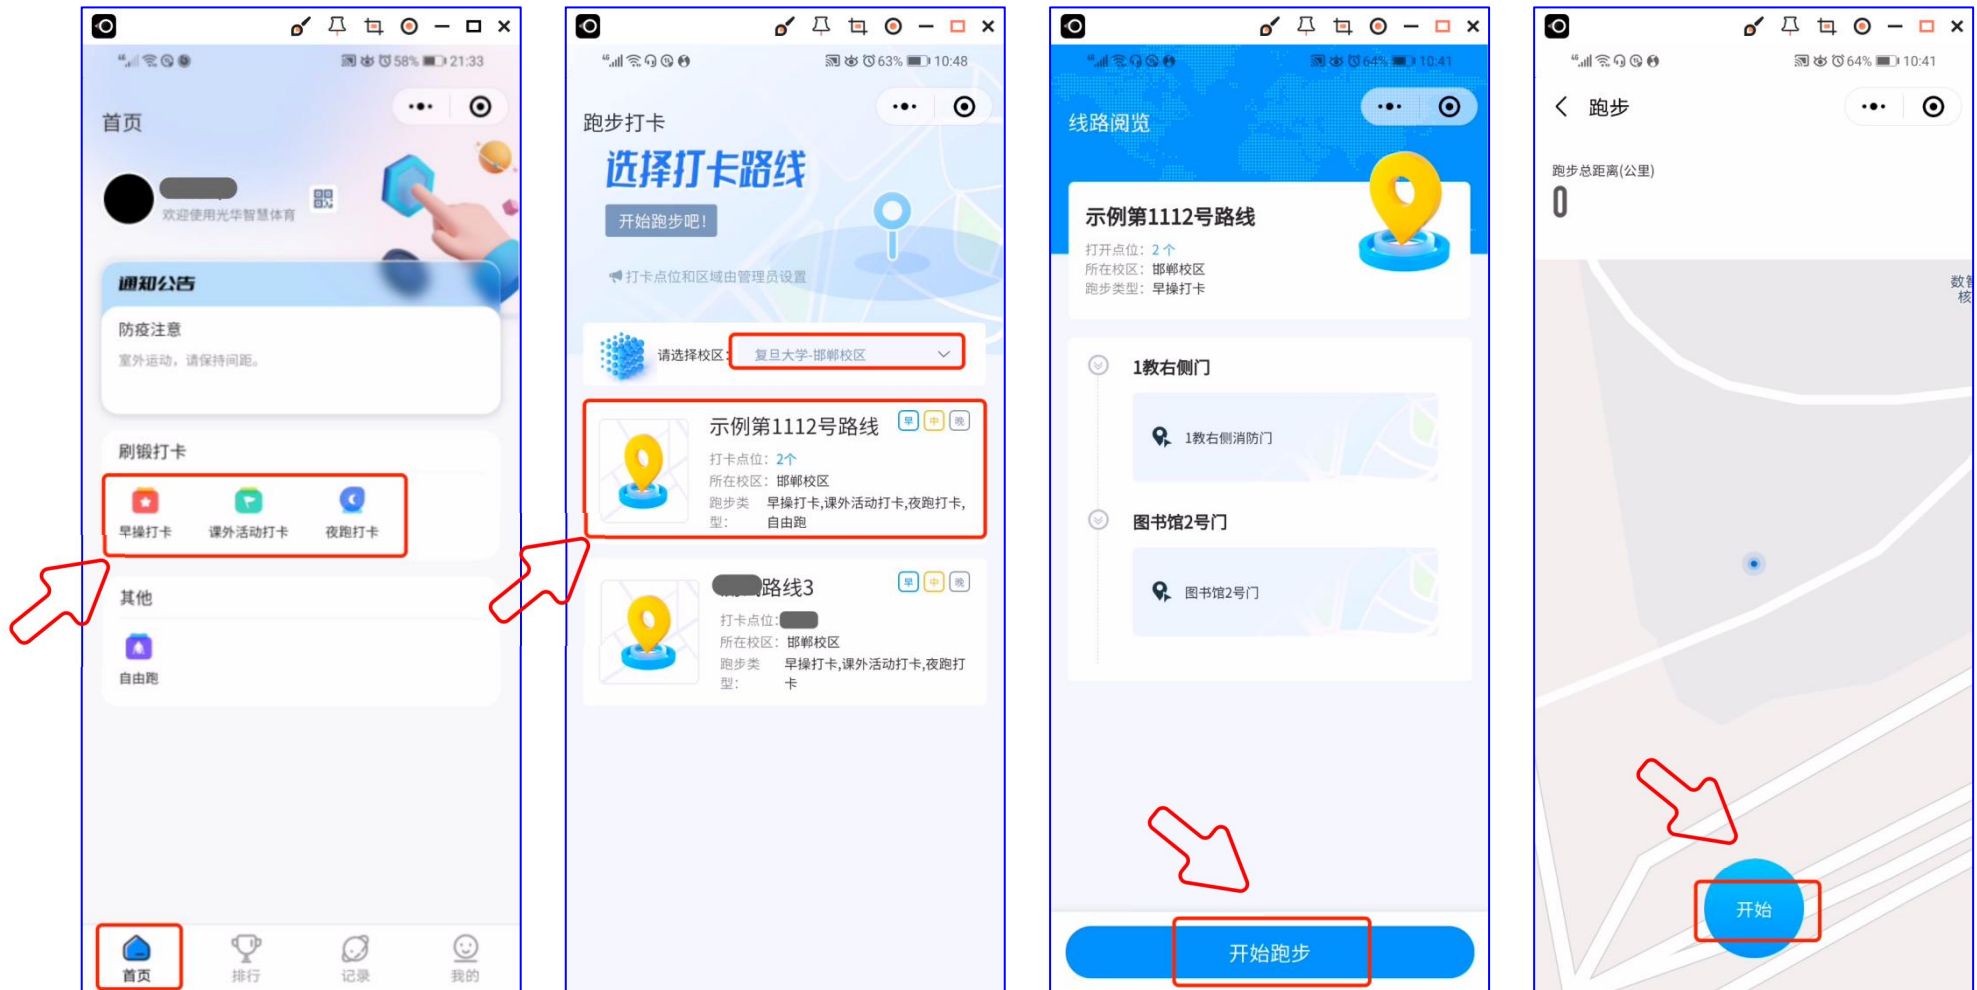 58% 21:33
首页
欢迎使用光华智慧体育
通知公告
防疫注意
室外运动，请保持间距。
刷锻打卡
早操打卡 课外活动打卡 夜跑打卡
其他
自由跑
首页 排行 记录 我的
63% 10:48
跑步打卡
选择打卡路线
开始跑步吧！
打卡点位和区域由管理员设置
请选择校区： 复旦大学-邯郸校区
示例第1112号路线 早 中 晚
打卡点位：2个
所在校区：邯郸校区
跑步类 早操打卡,课外活动打卡,夜跑打卡,
型： 自由跑
路线3 早 中 晚
打卡点位:
所在校区：邯郸校区
跑步类 早操打卡,课外活动打卡,夜跑打
型： 卡
64% 10:41
线路阅览
示例第1112号路线
打开点位：2个
所在校区：邯郸校区
跑步类型：早操打卡
1教右侧门
1教右侧消防门
图书馆2号门
图书馆2号门
开始跑步
64% 10:41
跑步
跑步总距离(公里)
0
数智
核
开始